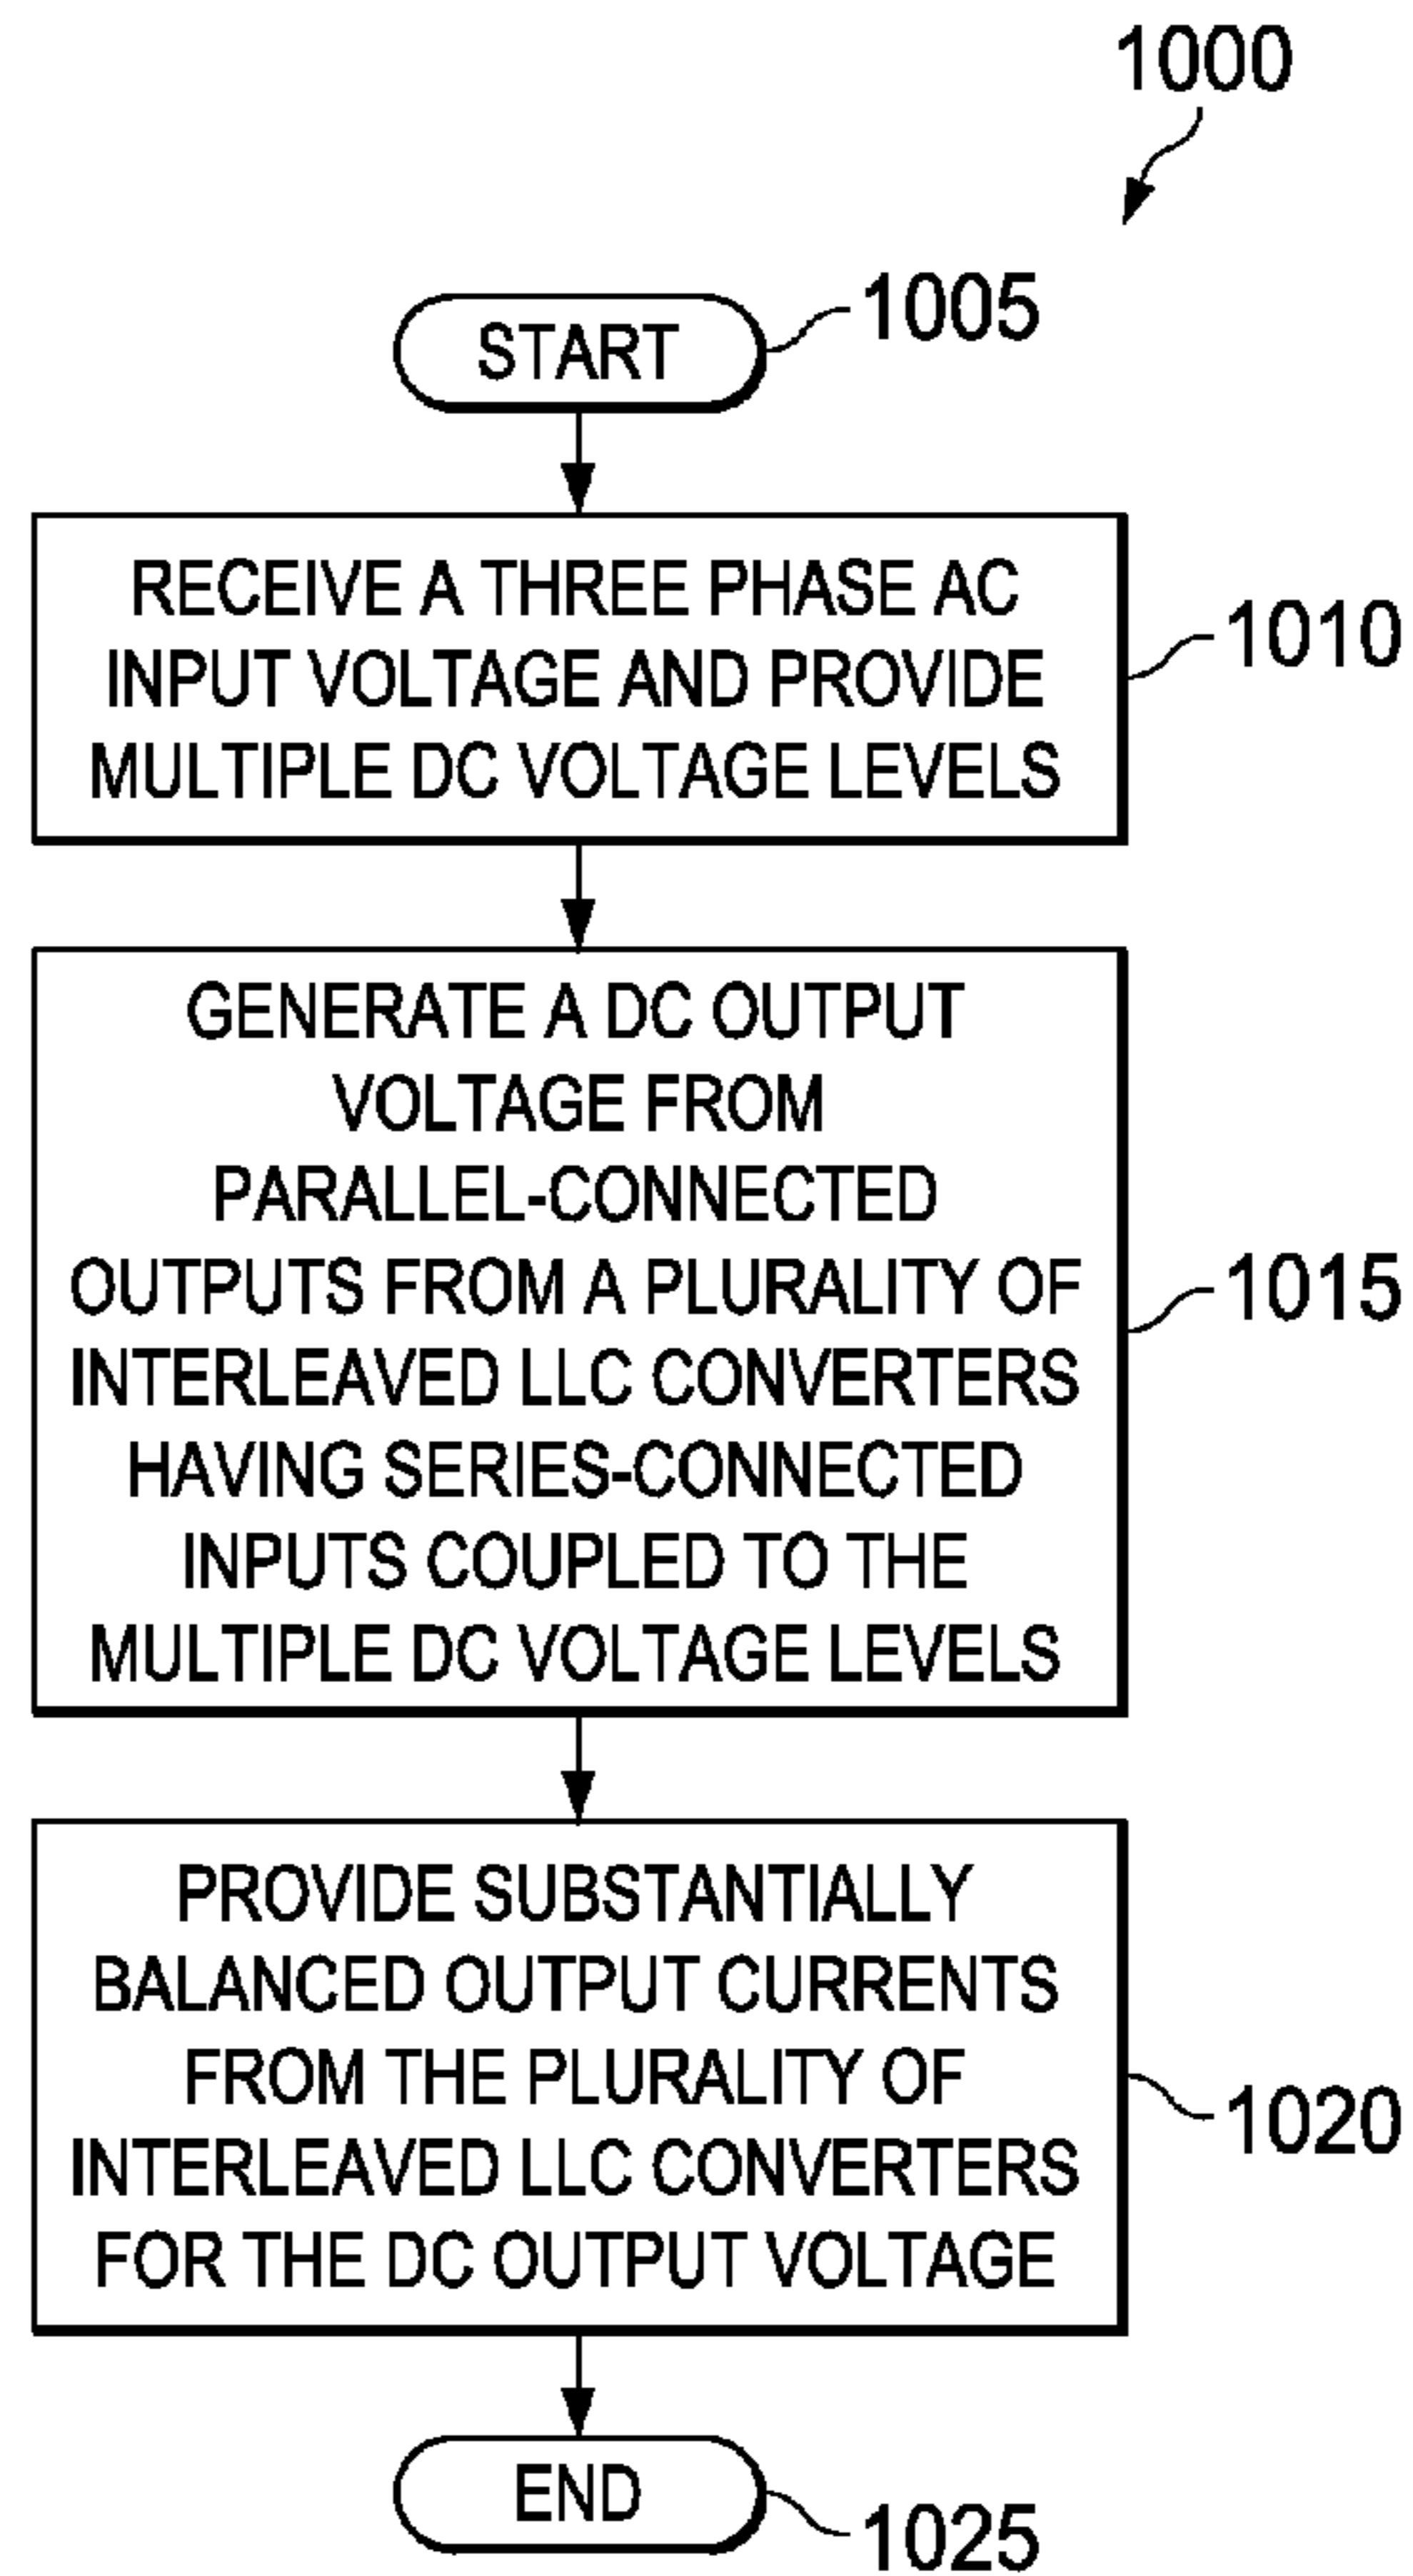 1000
START
1005
RECEIVE A THREE PHASE AC
INPUT VOLTAGE AND PROVIDE
MULTIPLE DC VOLTAGE LEVELS
1010
GENERATE A DC OUTPUT
VOLTAGE FROM
PARALLEL-CONNECTED
OUTPUTS FROM A PLURALITY OF
INTERLEAVED LLC CONVERTERS
HAVING SERIES-CONNECTED
INPUTS COUPLED TO THE
MULTIPLE DC VOLTAGE LEVELS
1015
PROVIDE SUBSTANTIALLY
BALANCED OUTPUT CURRENTS
FROM THE PLURALITY OF
INTERLEAVED LLC CONVERTERS
FOR THE DC OUTPUT VOLTAGE
1020
END
1025